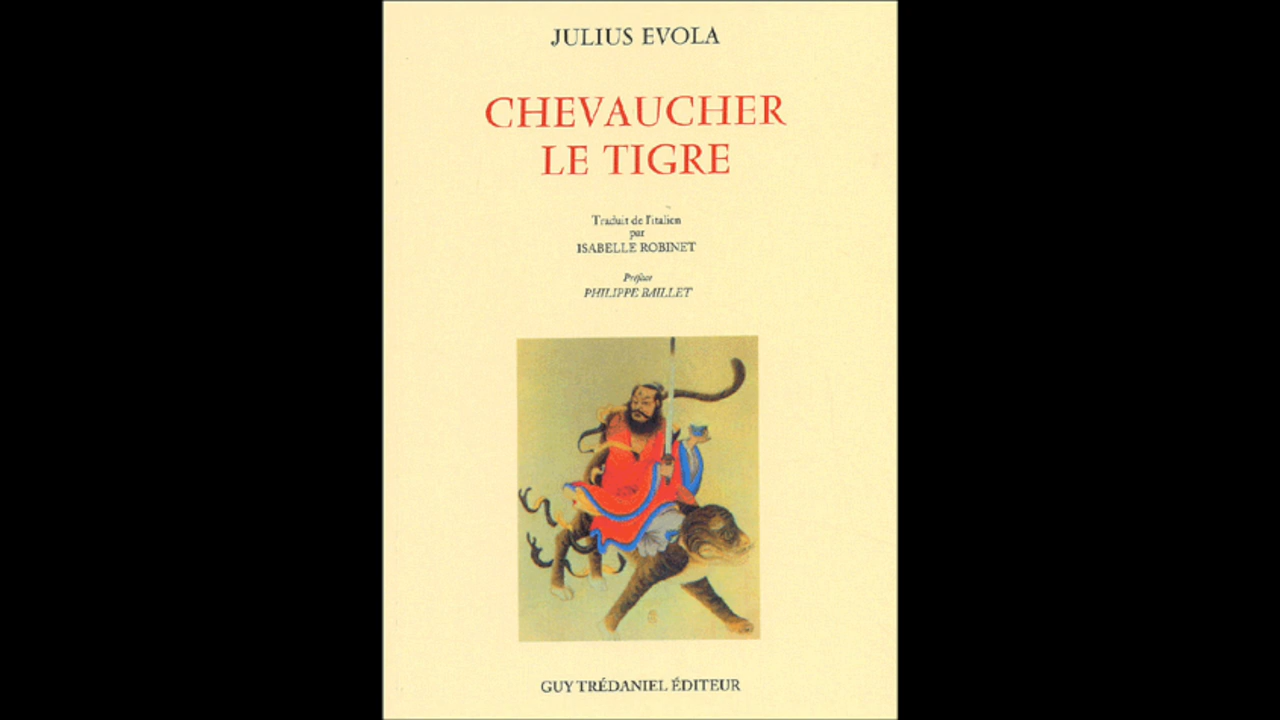 JULIUS EVOLA
CHEVAUCHER
LE TIGRE
Traduit de l'italien
par
ISABELLE ROBINET
Préface
PHILIPPE BAILLET
GUY TRÉDANIEL ÉDITEUR